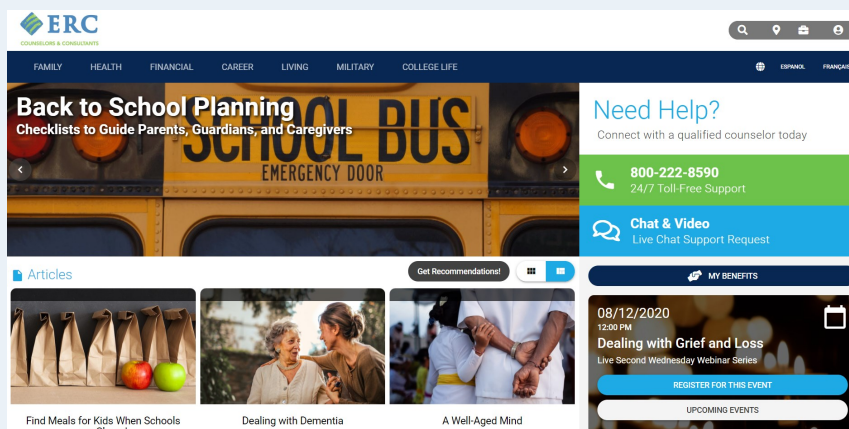 ERC
COUNSELORS & CONSULTANTS
FAMILY HEALTH FINANCIAL CAREER LIVING MILITARY COLLEGE LIFE ESPANOL FRANÇAIS
Back to School Planning
Checklists to Guide Parents, Guardians, and Caregivers
SCHOOL BUS
EMERGENCY DOOR
Need Help?
Connect with a qualified counselor today
800-222-8590
24/7 Toll-Free Support
Chat & Video
Live Chat Support Request
Articles
Get Recommendations!
MY BENEFITS
08/12/2020
12:00 PM
Dealing with Grief and Loss
Live Second Wednesday Webinar Series
REGISTER FOR THIS EVENT
UPCOMING EVENTS
Find Meals for Kids When Schools
Dealing with Dementia
A Well-Aged Mind